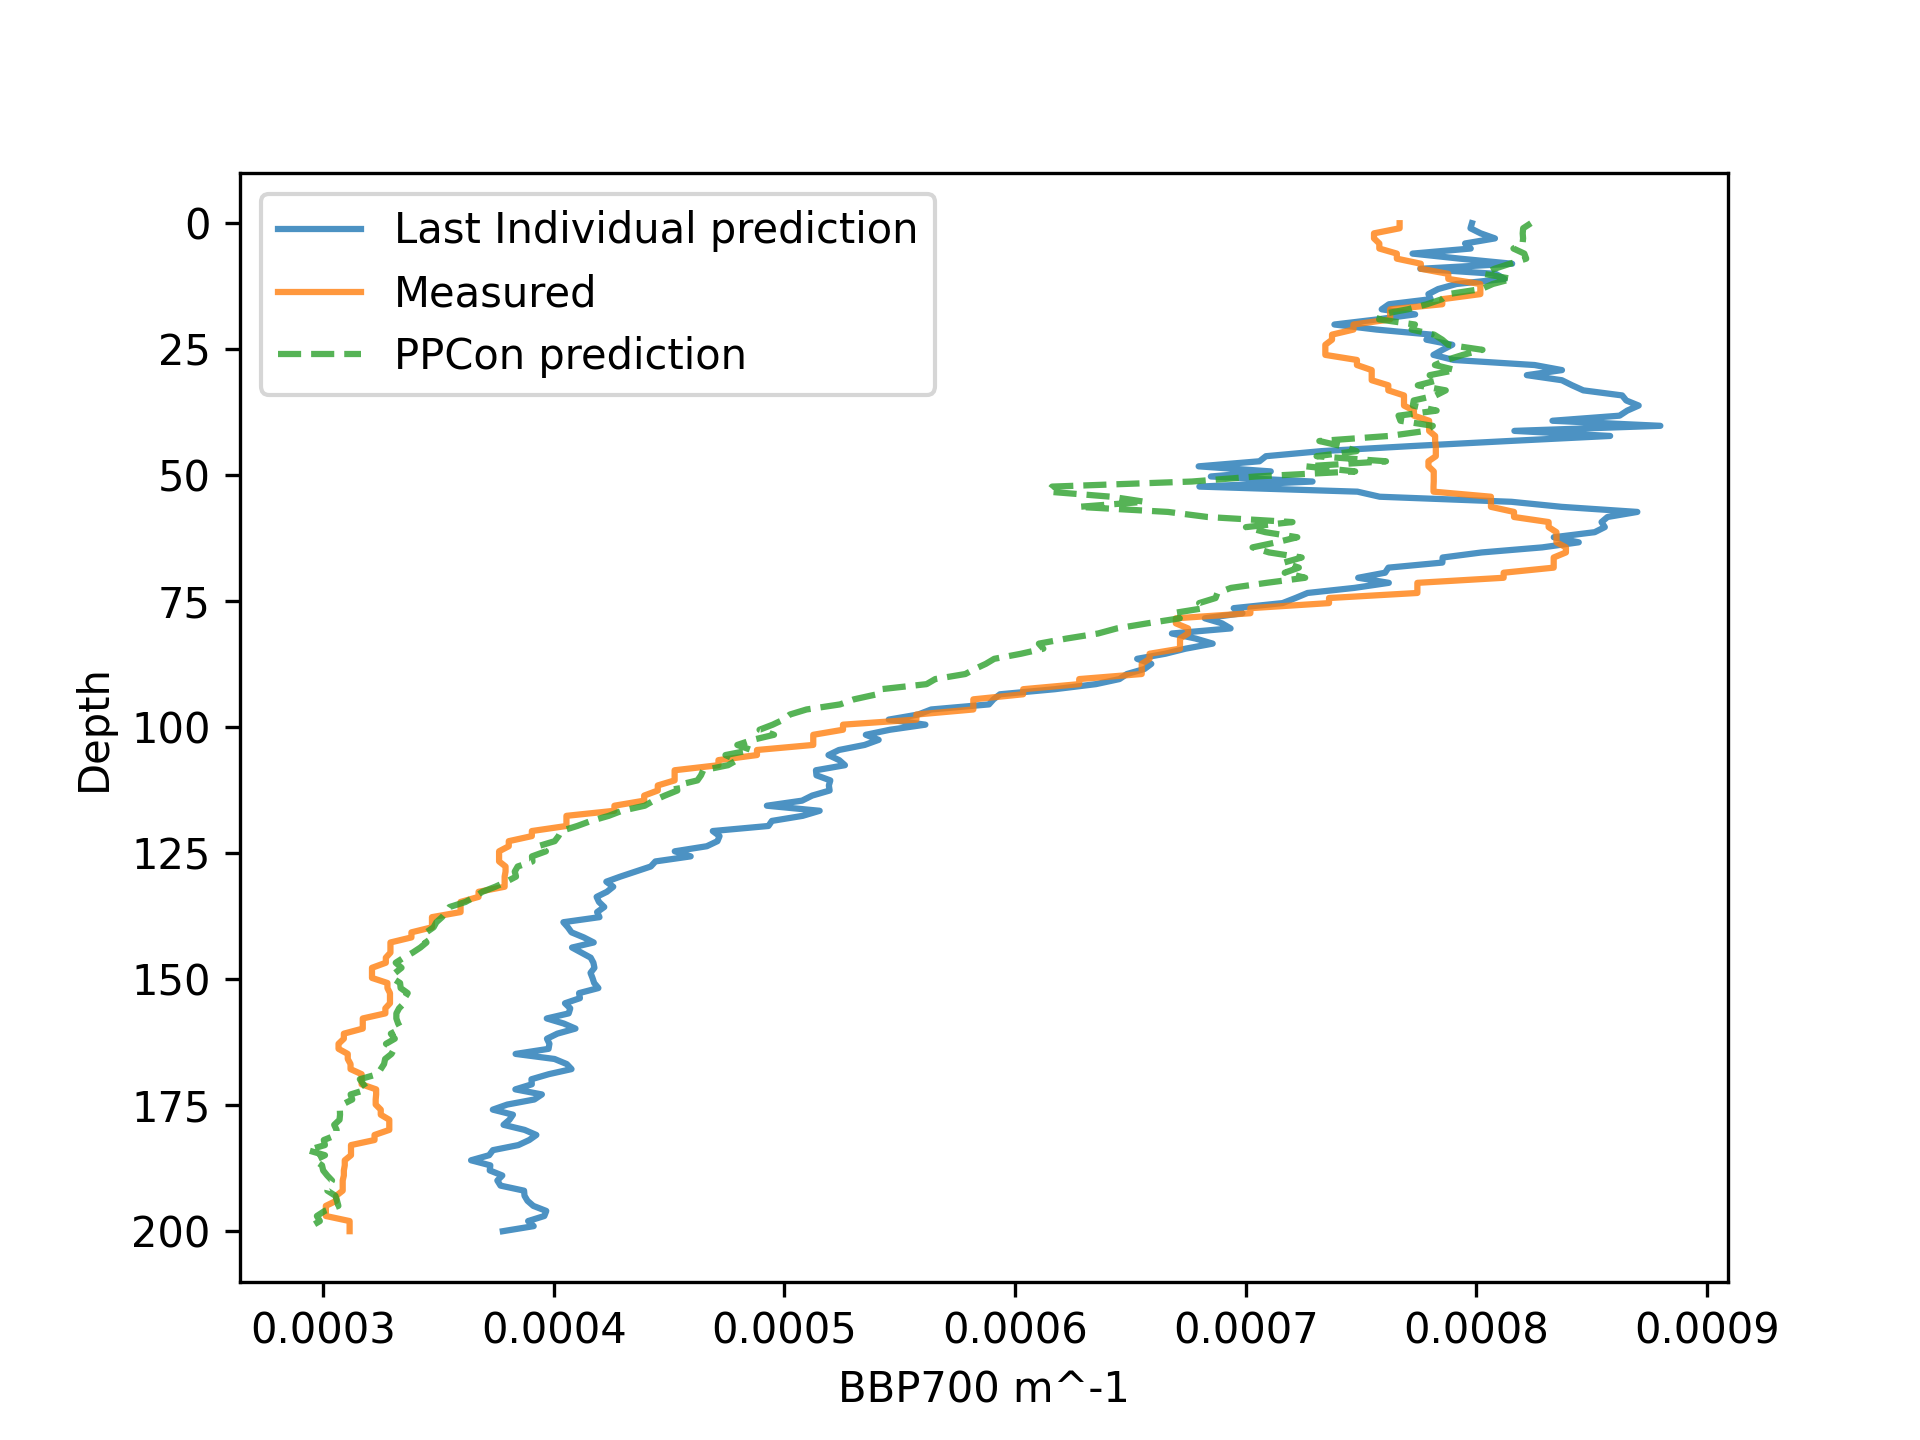 Last Individual prediction
Measured
PPCon prediction
0
25
50
75
100
125
150
175
200
Depth
0.0003 0.0004 0.0005 0.0006 0.0007 0.0008 0.0009
BBP700 m^-1